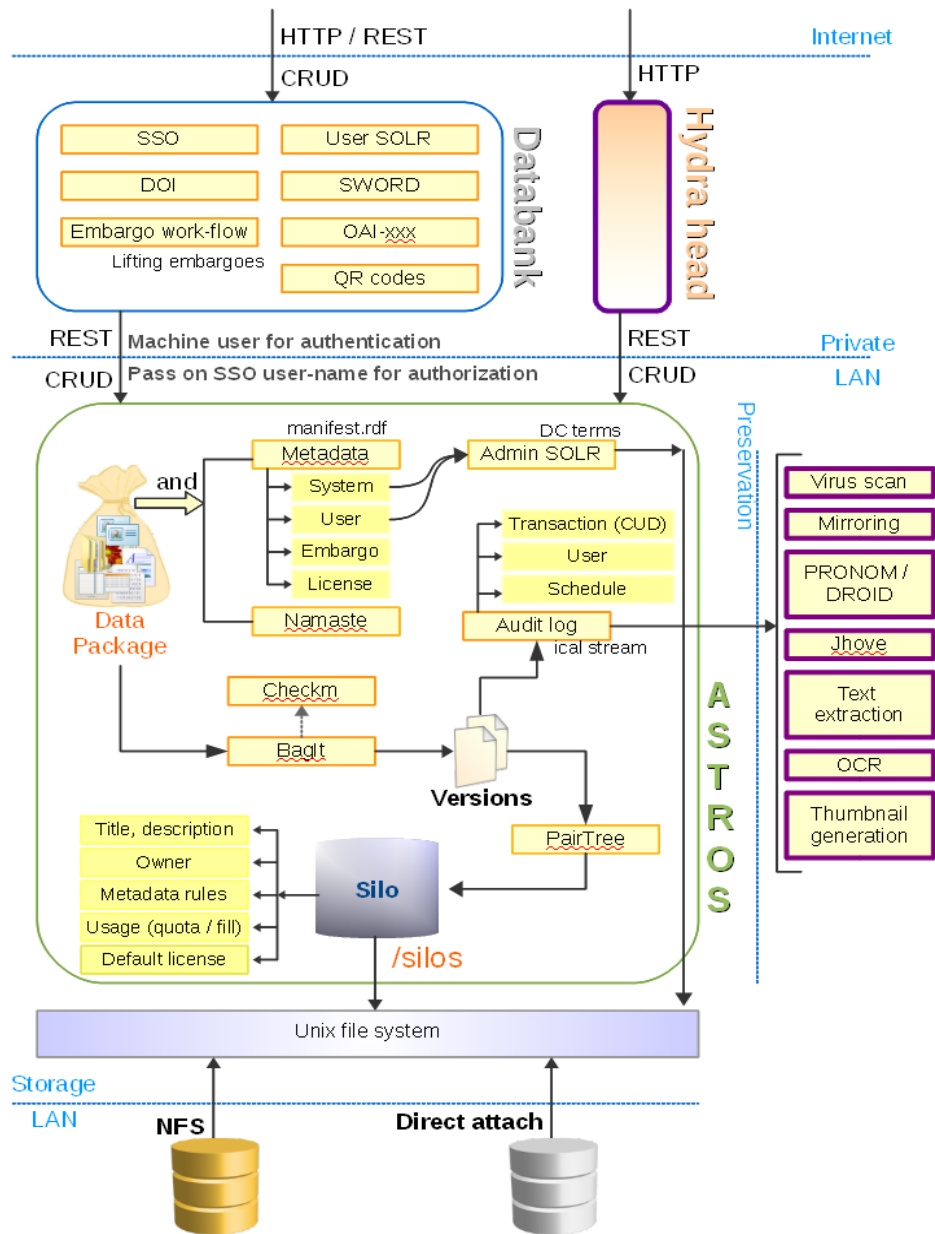 HTTP / REST
Internet
CRUD
HTTP
SSO
User SOLR
DOI
SWORD
Embargo work-flow
OAI-xxx
Lifting embargoes
QR codes
Databank
Hydra head
REST
Machine user for authentication
REST
Private
CRUD
Pass on SSO user-name for authorization
CRUD
LAN
manifest.rdf
DC terms
Metadata
Admin SOLR
and
System
User
Embargo
License
Namaste
Data
Package
Transaction (CUD)
User
Schedule
Audit log
ical stream
Preservation
Virus scan
Mirroring
PRONOM /
DROID
Jhove
Text
extraction
OCR
Thumbnail
generation
Checkm
BagIt
Versions
PairTree
ASTROS
Title, description
Owner
Metadata rules
Usage (quota / fill)
Default license
Silo
/silos
Unix file system
Storage
LAN
NFS
Direct attach